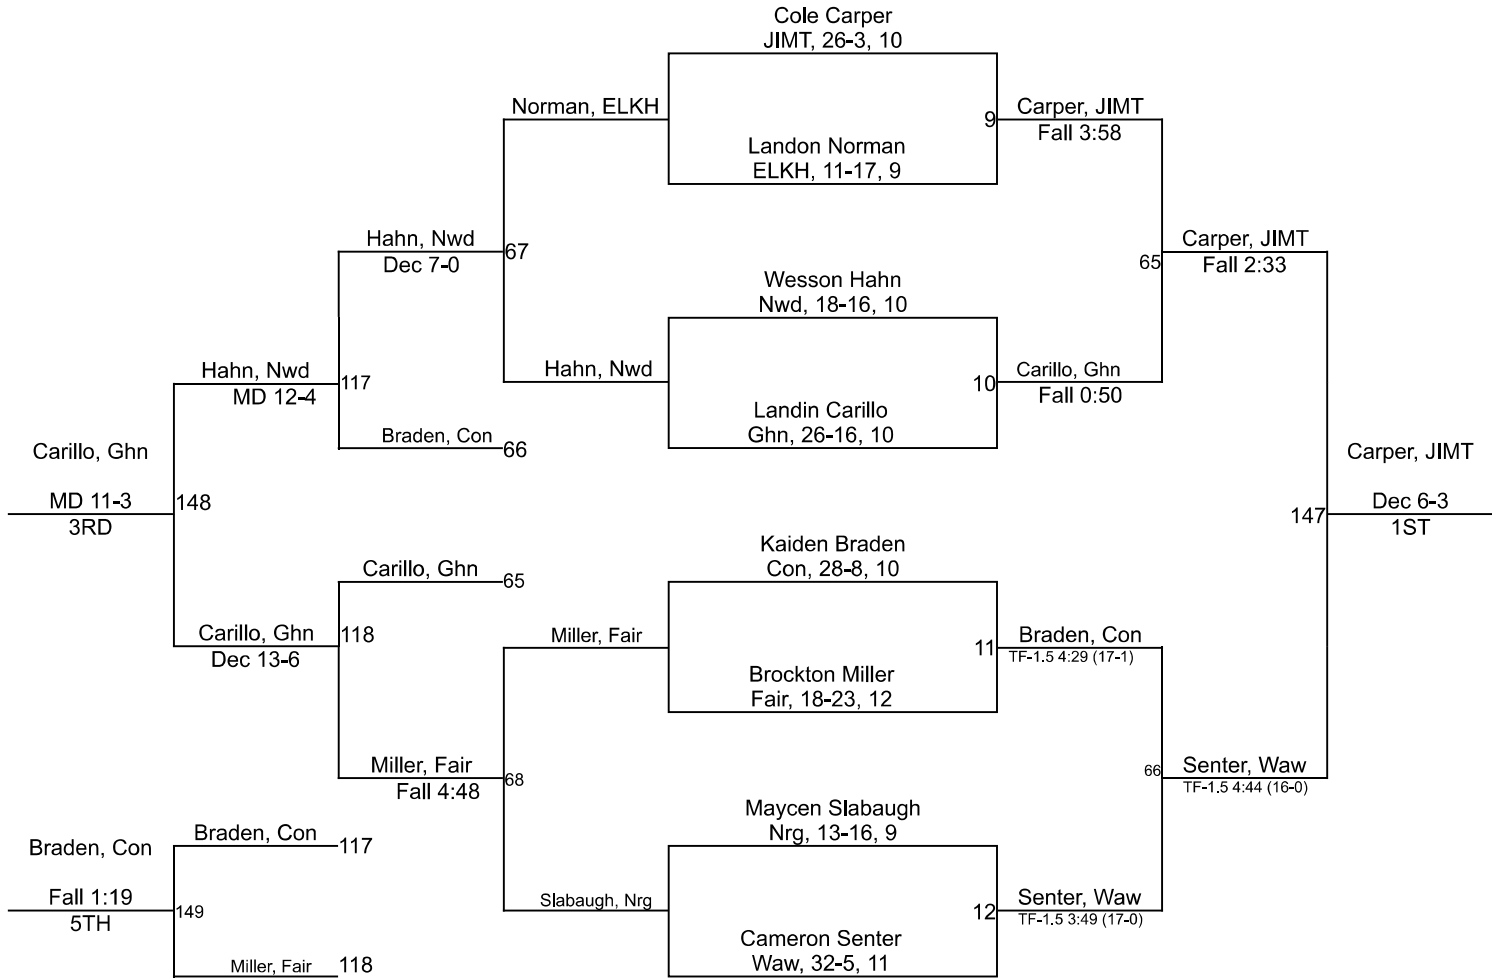 Cole Carper
JIMT, 26-3, 10
Norman, ELKH
9
Carper, JIMT
Fall 3:58
Landon Norman
ELKH, 11-17, 9
Hahn, Nwd
Dec 7-0
67
65
Carper, JIMT
Fall 2:33
Wesson Hahn
Nwd, 18-16, 10
Hahn, Nwd
MD 12-4
117
Hahn, Nwd
10
Carillo, Ghn
Fall 0:50
Landin Carillo
Ghn, 26-16, 10
Braden, Con
66
Carillo, Ghn
MD 11-3
3RD
148
147
Carper, JIMT
Dec 6-3
1ST
Kaiden Braden
Con, 28-8, 10
Carillo, Ghn
65
Carillo, Ghn
Dec 13-6
118
Miller, Fair
11
Braden, Con
TF-1.5 4:29 (17-1)
Brockton Miller
Fair, 18-23, 12
Miller, Fair
Fall 4:48
68
66
Senter, Waw
TF-1.5 4:44 (16-0)
Maycen Slabaugh
Nrg, 13-16, 9
Braden, Con
117
Braden, Con
Fall 1:19
5TH
149
Slabaugh, Nrg
12
Senter, Waw
TF-1.5 3:49 (17-0)
Cameron Senter
Waw, 32-5, 11
Miller, Fair
118